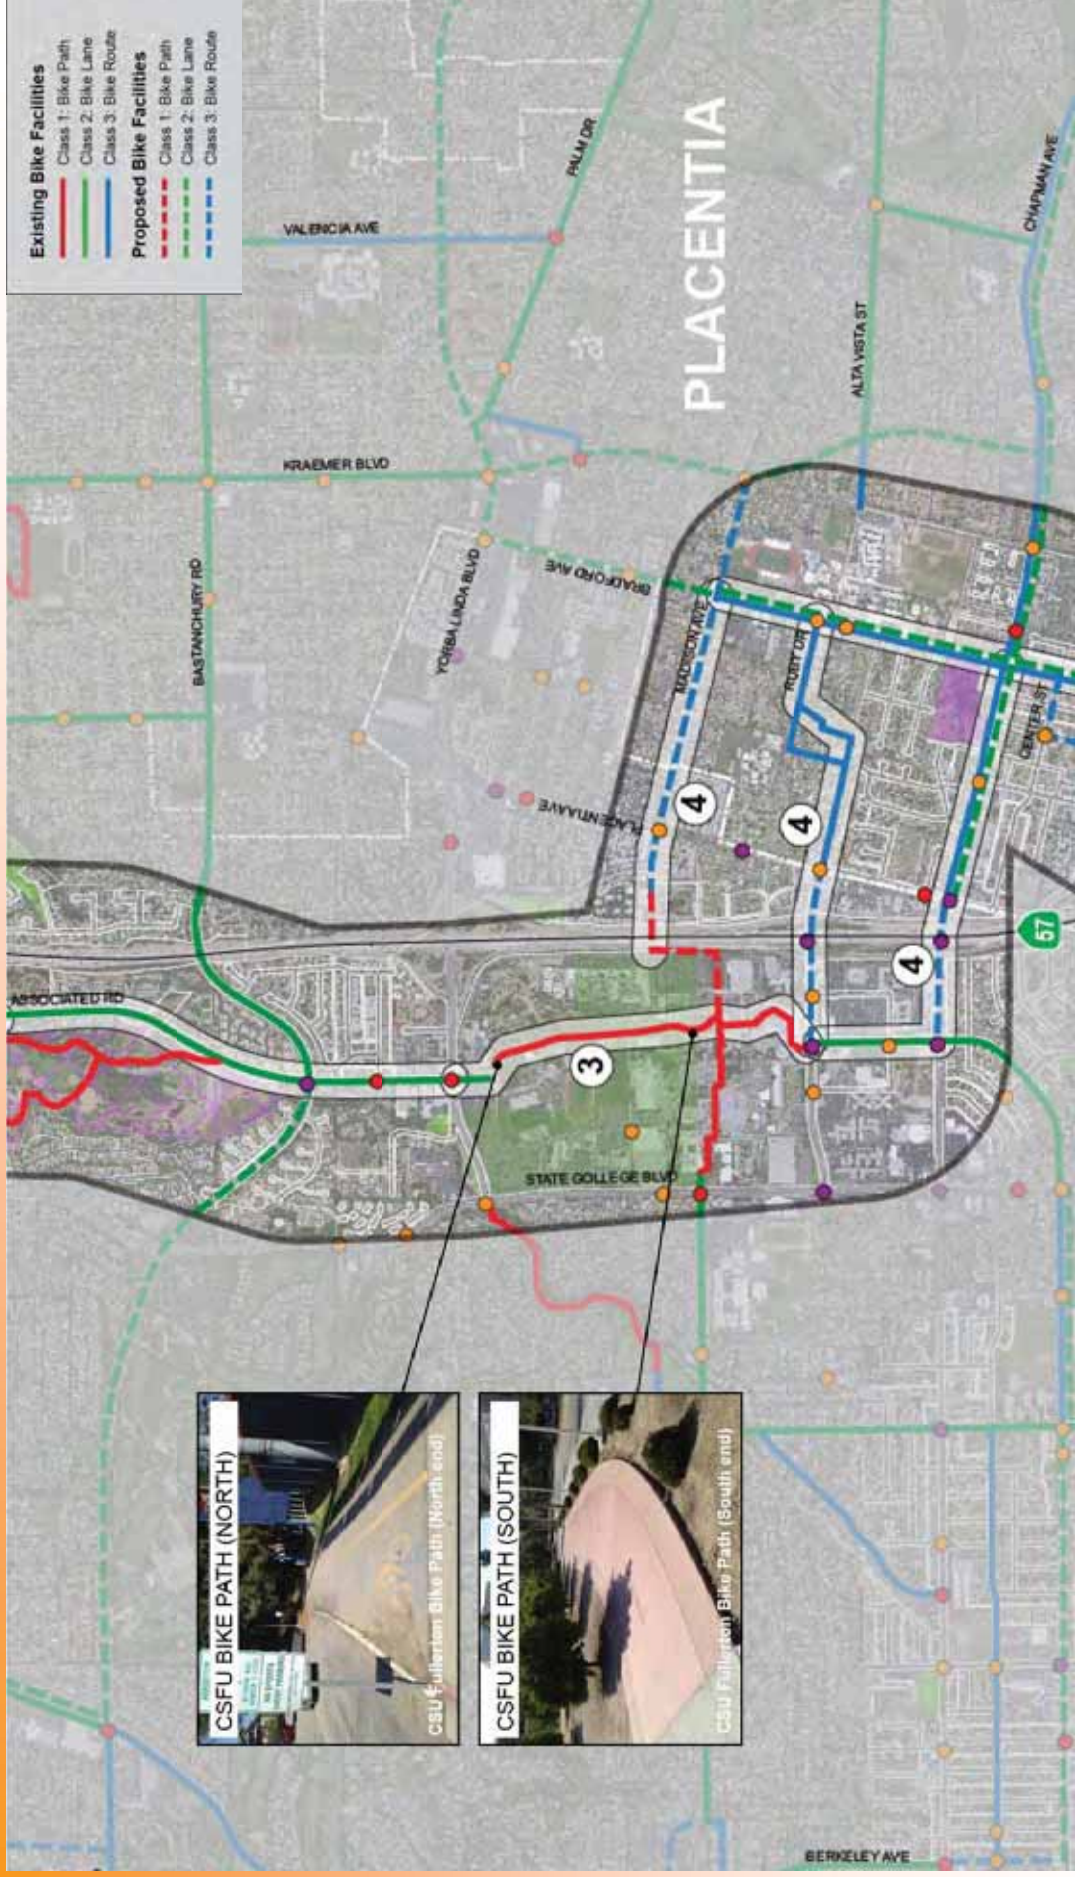 Existing Bike Facilities
Class 1: Bike Path
Class 2: Bike Lane
Class 3: Bike Route
Proposed Bike Facilities
Class 1: Bike Path
Class 2: Bike Lane
Class 3: Bike Route
PALM DR
VALENCIA AVE
PLACENTIA
CHAPMAN AVE
ALTA VISTA ST
KRAEMER BLVD
BASTANCHURY RD
YORBA LINDA BLVD
BRADFORD AVE
MADISON AVE
RUBY DR
CENTER ST
PLACENTIA AVE
4
4
4
57
ASSOCIATED RD
3
STATE COLLEGE BLVD
CSFU BIKE PATH (NORTH)
CSU Fullerton Bike Path (North end)
CSFU BIKE PATH (SOUTH)
CSU Fullerton Bike Path (South end)
BERKELEY AVE